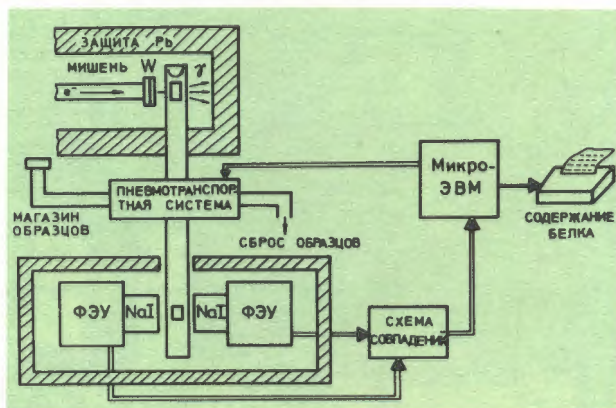 ЗАЩИТА Pb
МИШЕНЬ W γ
e⁻
ПНЕВМОТРАНСПОР-
ТНАЯ СИСТЕМА
МАГАЗИН
ОБРАЗЦОВ
СБРОС ОБРАЗЦОВ
Микро-
ЭВМ
СОДЕРЖАНИЕ
БЕЛКА
ФЭУ NaI NaI ФЭУ
СХЕМА
СОВПАДЕНИЙ